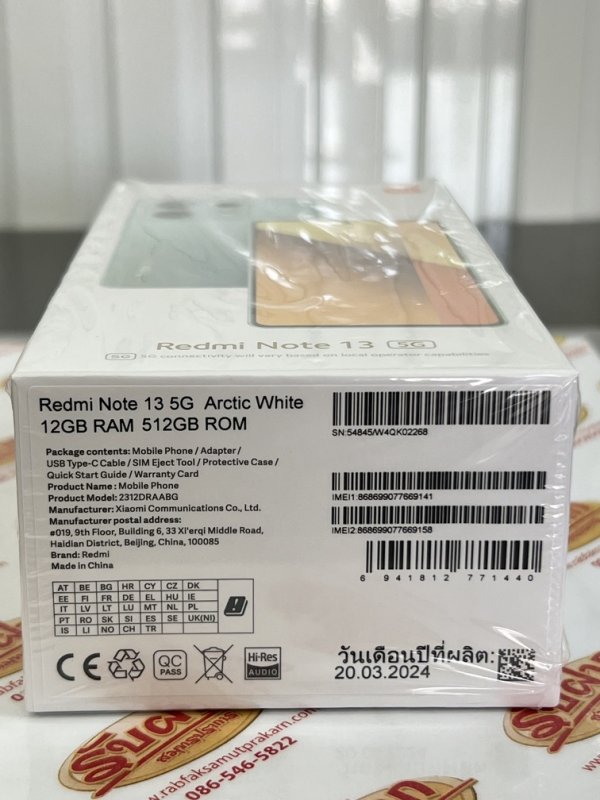 Redmi Note 13 5G
5G 5G connectivity will vary based on local operator capabilities
Redmi Note 13 5G Arctic White
12GB RAM 512GB ROM
SN:54845/W4QK02268
Package contents: Mobile Phone / Adapter /
USB Type-C Cable / SIM Eject Tool / Protective Case /
Quick Start Guide / Warranty Card
Product Name: Mobile Phone
Product Model: 2312DRAABG
Manufacturer: Xiaomi Communications Co., Ltd.
Manufacturer postal address:
#019, 9th Floor, Building 6, 33 Xi'erqi Middle Road,
Haidian District, Beijing, China, 100085
Brand: Redmi
Made in China
IMEI1:868699077669141
IMEI2:868699077669158
6 941812 771440
AT BE BG HR CY CZ DK
EE FI FR DE EL HU IE
IT LV LT LU MT NL PL
PT RO SK SI ES SE UK(NI)
IS LI NO CH TR
CE
QC PASS
Hi-Res AUDIO
วันเดือนปีที่ผลิต:
20.03.2024
รับฝาก
www.rabfaksamutprakarn.com
086-546-5822